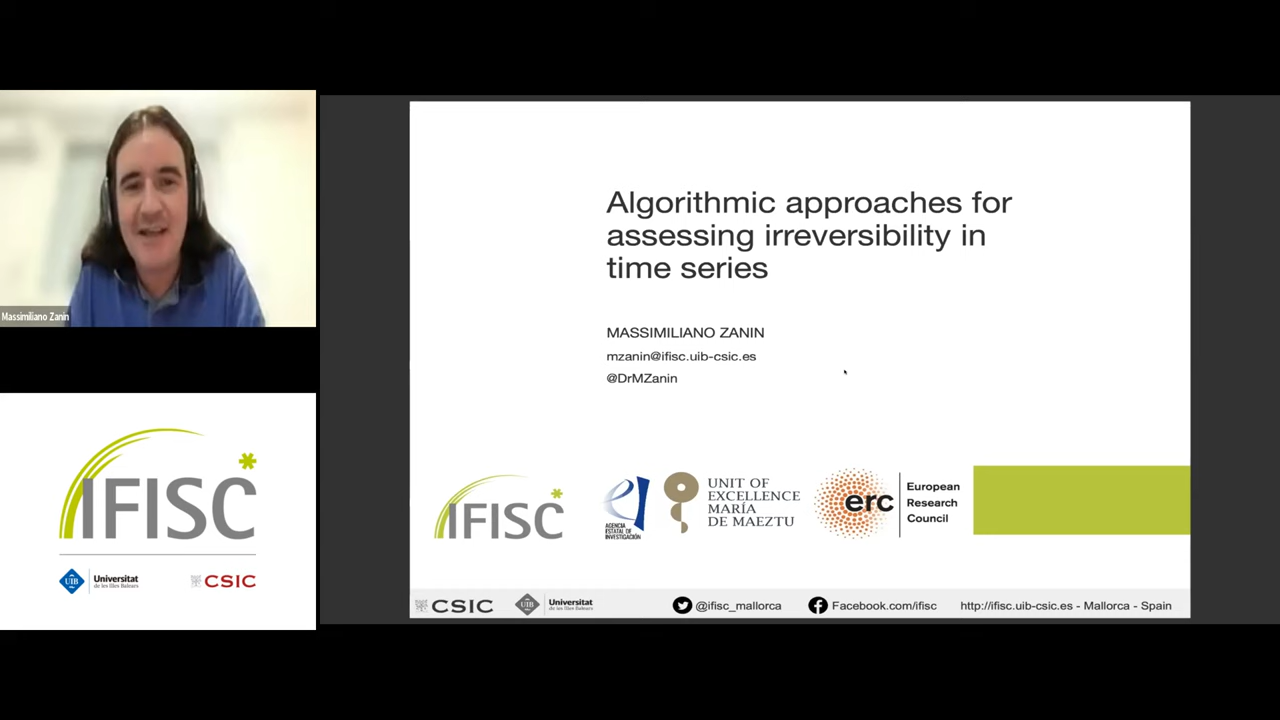 Massimiliano Zanin
IFISC
UIB
Universitat
de les Illes Balears
CSIC
Algorithmic approaches for
assessing irreversibility in
time series
MASSIMILIANO ZANIN
mzanin@ifisc.uib-csic.es
@DrMZanin
IFISC
AGENCIA
ESTATAL DE
INVESTIGACIÓN
UNIT OF
EXCELLENCE
MARÍA
DE MAEZTU
erc
European
Research
Council
CSIC
UIB
Universitat
de les Illes Balears
@ifisc_mallorca
Facebook.com/ifisc
http://ifisc.uib-csic.es - Mallorca - Spain